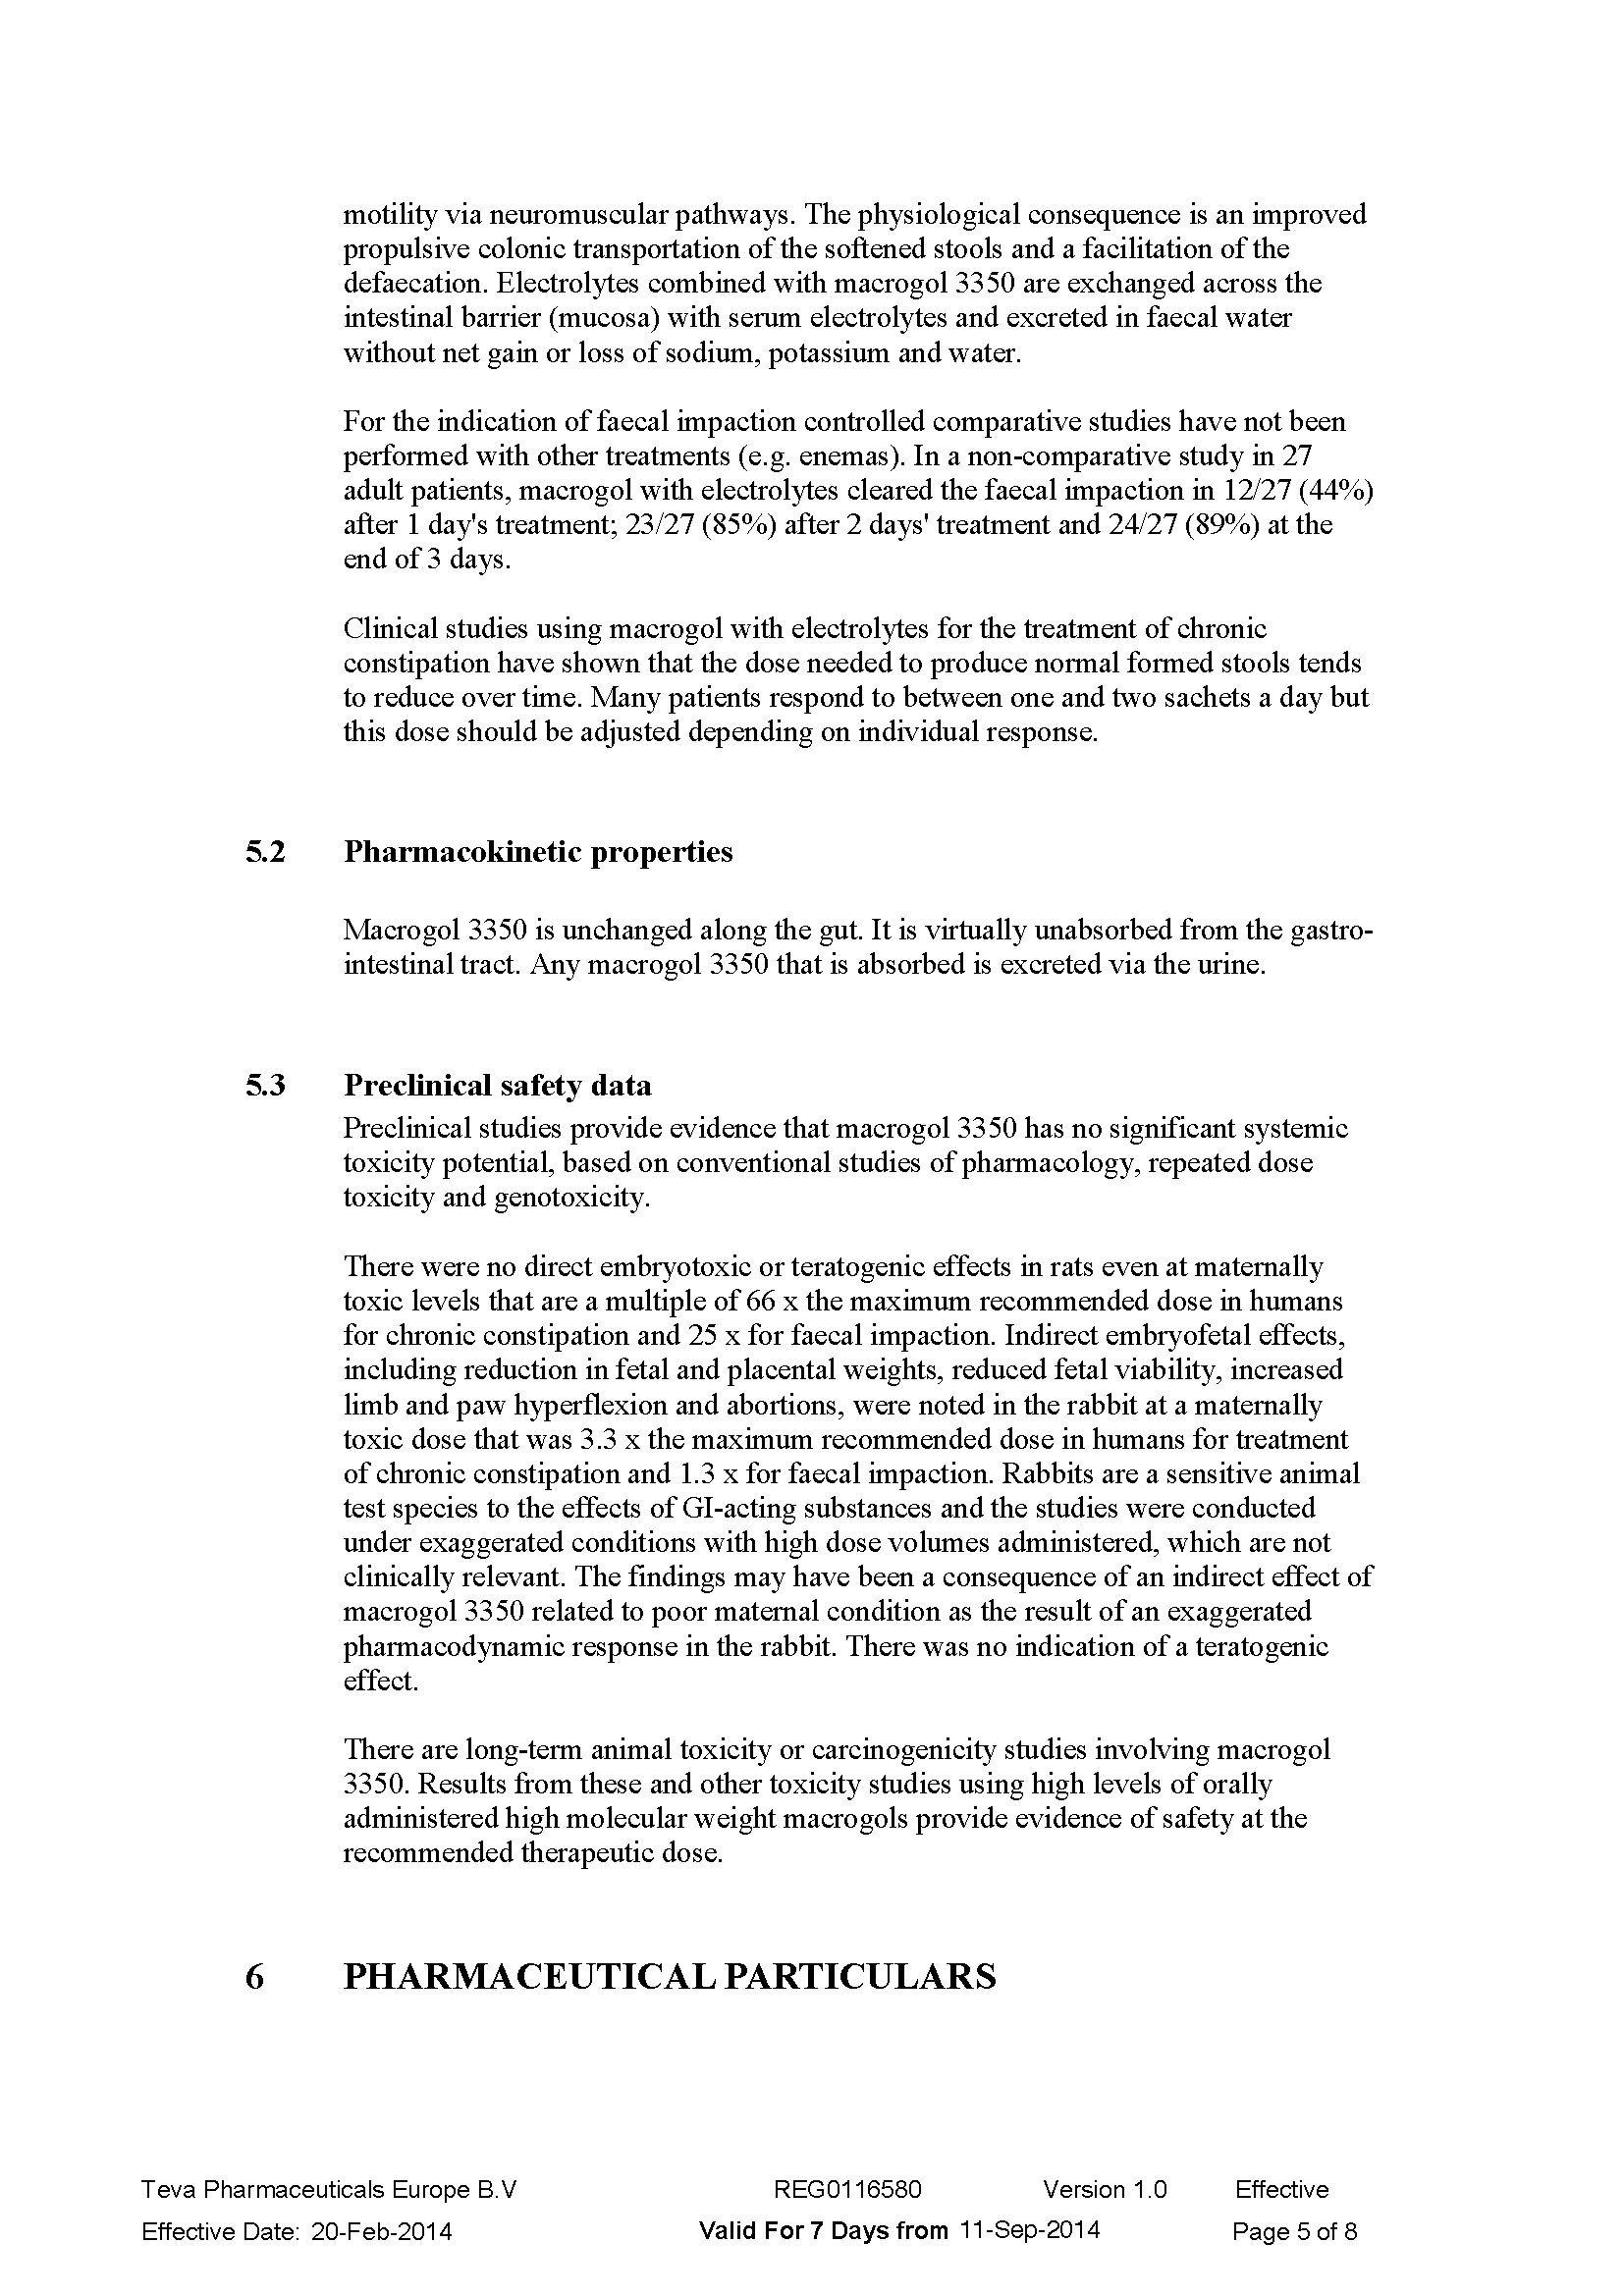 motility via neuromuscular pathways. The physiological consequence is an improved
propulsive colonic transportation of the softened stools and a facilitation of the
defaecation. Electrolytes combined with macrogol 3350 are exchanged across the
intestinal barrier (mucosa) with serum electrolytes and excreted in faecal water
without net gain or loss of sodium, potassium and water.
For the indication of faecal impaction controlled comparative studies have not been
performed with other treatments (e.g. enemas). In a non-comparative study in 27
adult patients, macrogol with electrolytes cleared the faecal impaction in 12/27 (44%)
after 1 day's treatment; 23/27 (85%) after 2 days' treatment and 24/27 (89%) at the
end of 3 days.
Clinical studies using macrogol with electrolytes for the treatment of chronic
constipation have shown that the dose needed to produce normal formed stools tends
to reduce over time. Many patients respond to between one and two sachets a day but
this dose should be adjusted depending on individual response.
5.2 Pharmacokinetic properties
Macrogol 3350 is unchanged along the gut. It is virtually unabsorbed from the gastro-
intestinal tract. Any macrogol 3350 that is absorbed is excreted via the urine.
5.3 Preclinical safety data
Preclinical studies provide evidence that macrogol 3350 has no significant systemic
toxicity potential, based on conventional studies of pharmacology, repeated dose
toxicity and genotoxicity.
There were no direct embryotoxic or teratogenic effects in rats even at maternally
toxic levels that are a multiple of 66 x the maximum recommended dose in humans
for chronic constipation and 25 x for faecal impaction. Indirect embryofetal effects,
including reduction in fetal and placental weights, reduced fetal viability, increased
limb and paw hyperflexion and abortions, were noted in the rabbit at a maternally
toxic dose that was 3.3 x the maximum recommended dose in humans for treatment
of chronic constipation and 1.3 x for faecal impaction. Rabbits are a sensitive animal
test species to the effects of GI-acting substances and the studies were conducted
under exaggerated conditions with high dose volumes administered, which are not
clinically relevant. The findings may have been a consequence of an indirect effect of
macrogol 3350 related to poor maternal condition as the result of an exaggerated
pharmacodynamic response in the rabbit. There was no indication of a teratogenic
effect.
There are long-term animal toxicity or carcinogenicity studies involving macrogol
3350. Results from these and other toxicity studies using high levels of orally
administered high molecular weight macrogols provide evidence of safety at the
recommended therapeutic dose.
6 PHARMACEUTICAL PARTICULARS
Teva Pharmaceuticals Europe B.V REG0116580 Version 1.0 Effective
Effective Date: 20-Feb-2014 Valid For 7 Days from 11-Sep-2014 Page 5 of 8